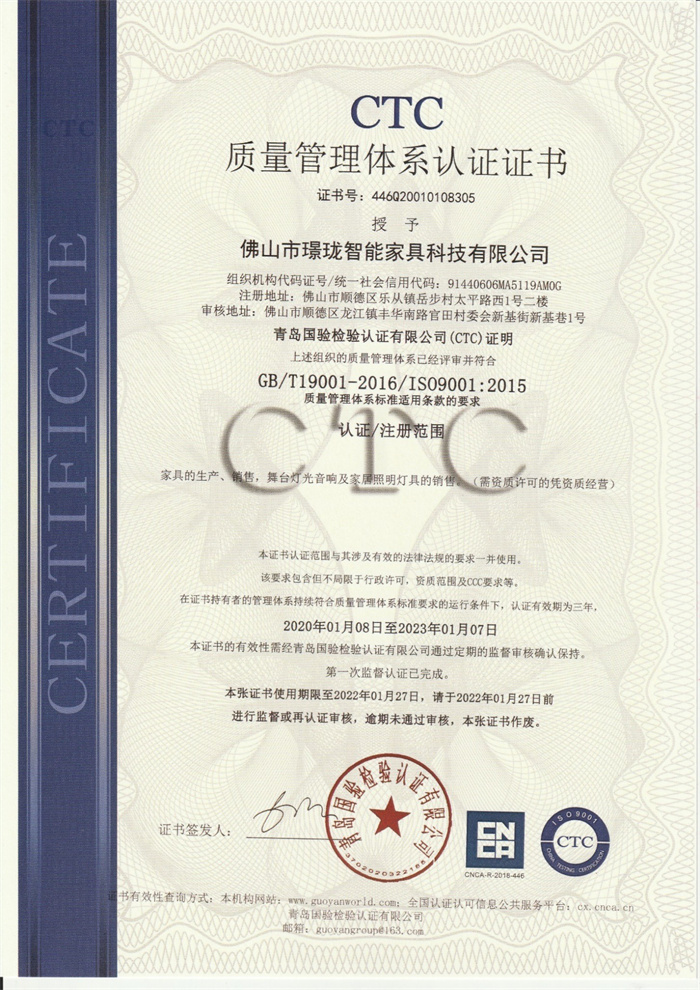 CTC
CERTIFICATE
CTC
质量管理体系认证证书
证书号：446Q20010108305
授 予
佛山市璟珑智能家具科技有限公司
组织机构代码证号/统一社会信用代码：91440606MA5119AM0G
注册地址：佛山市顺德区乐从镇岳步村太平路西1号二楼
审核地址：佛山市顺德区龙江镇丰华南路官田村委会新基街新基巷1号
青岛国验检验认证有限公司(CTC)证明
上述组织的质量管理体系已经评审并符合
GB/T19001-2016/ISO9001:2015
质量管理体系标准适用条款的要求
CTC
认证/注册范围
家具的生产、销售，舞台灯光音响及家居照明灯具的销售。（需资质许可的凭资质经营）
本证书认证范围与其涉及有效的法律法规的要求一并使用。
该要求包含但不局限于行政许可，资质范围及CCC要求等。
在证书持有者的管理体系持续符合质量管理体系标准要求的运行条件下，认证有效期为三年，
2020年01月08日至2023年01月07日
本证书的有效性需经青岛国验检验认证有限公司通过定期的监督审核确认保持。
第一次监督认证已完成。
本张证书使用期限至2022年01月27日，请于2022年01月27日前
进行监督或再认证审核，逾期未通过审核，本张证书作废。
证书签发人：
青岛国验检验认证有限公司
3702020322166
CNCA
CNCA-R-2018-446
ISO9001
CTC
CHINA TESTING CERTIFICATION
证书有效性查询方式：本机构网站：www.guoyanworld.com；全国认证认可信息公共服务平台：cx.cnca.cn
青岛国验检验认证有限公司
邮箱：guoyangroup@163.com